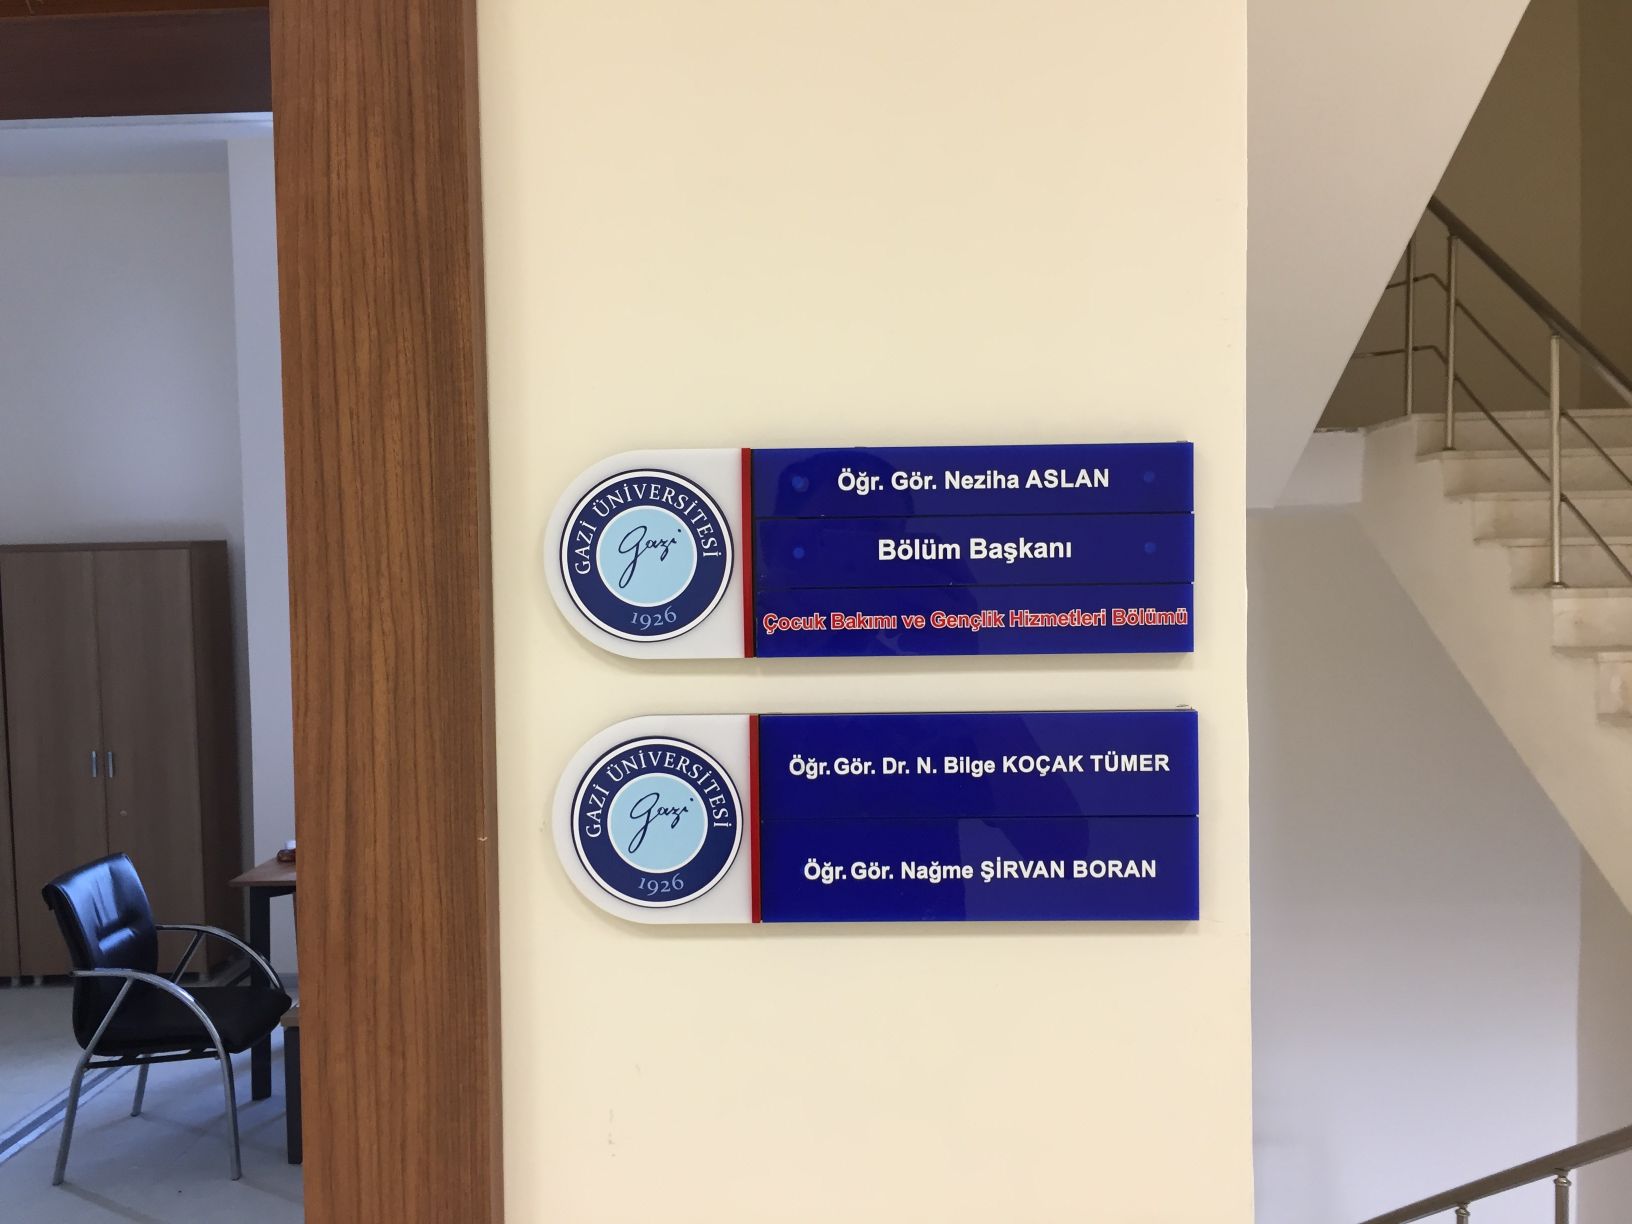 GAZİ ÜNİVERSİTESİ
gazi
1926
Öğr. Gör. Neziha ASLAN
Bölüm Başkanı
Çocuk Bakımı ve Gençlik Hizmetleri Bölümü
GAZİ ÜNİVERSİTESİ
gazi
1926
Öğr. Gör. Dr. N. Bilge KOÇAK TÜMER
Öğr. Gör. Nağme ŞİRVAN BORAN